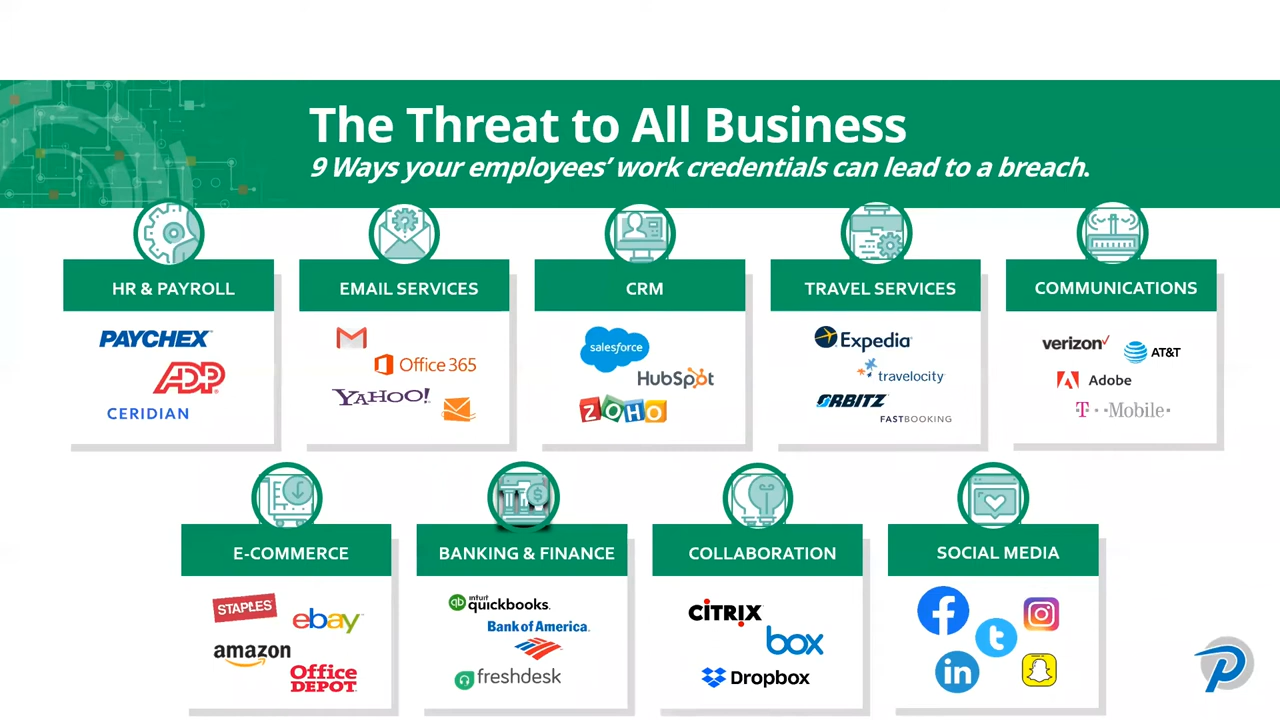 The Threat to All Business
9 Ways your employees’ work credentials can lead to a breach.
HR & PAYROLL
PAYCHEX
ADP
CERIDIAN
EMAIL SERVICES
Office 365
YAHOO!
CRM
salesforce
HubSpot
ZOHO
TRAVEL SERVICES
Expedia
travelocity
ORBITZ
FASTBOOKING
COMMUNICATIONS
verizon
AT&T
Adobe
T··Mobile·
E-COMMERCE
STAPLES
ebay
amazon
Office
DEPOT
BANKING & FINANCE
qb
intuit
quickbooks.
Bank of America.
freshdesk
COLLABORATION
CITRIX
box
Dropbox
SOCIAL MEDIA
f
in